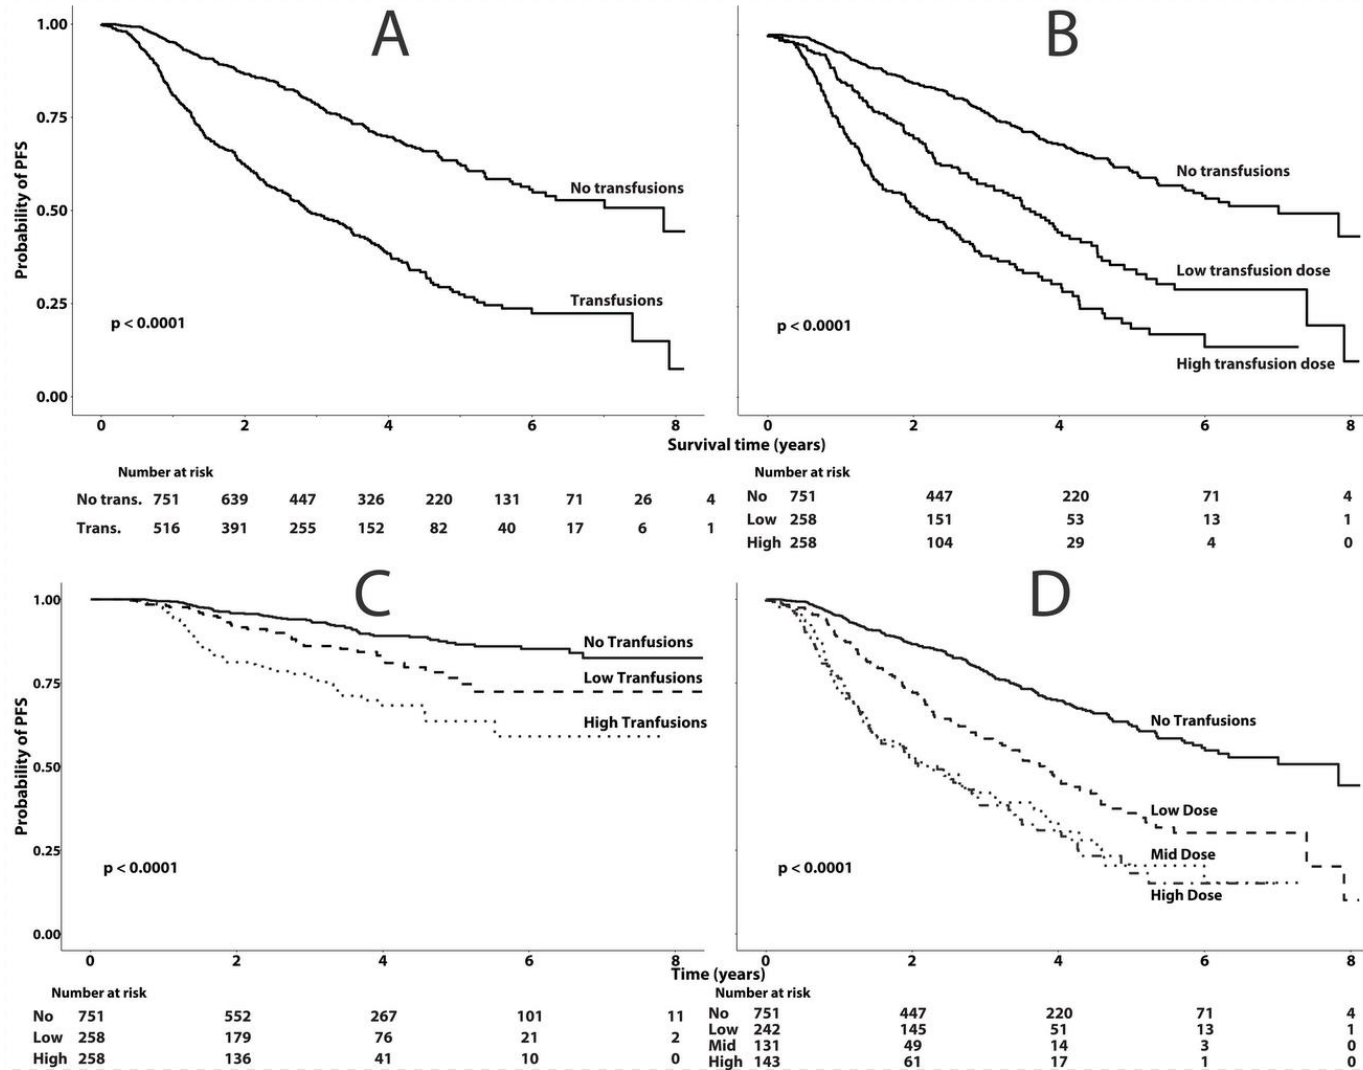 A
1.00
0.75
0.50
0.25
0.00
Probability of PFS
No transfusions
Transfusions
p < 0.0001
0 2 4 6 8
B
No transfusions
Low transfusion dose
High transfusion dose
p < 0.0001
0 2 4 6 8
Survival time (years)
Number at risk
No trans. 751 639 447 326 220 131 71 26 4
Trans. 516 391 255 152 82 40 17 6 1
Number at risk
No 751 447 220 71 4
Low 258 151 53 13 1
High 258 104 29 4 0
C
1.00
0.75
0.50
0.25
0.00
Probability of PFS
No Tranfusions
Low Tranfusions
High Tranfusions
p < 0.0001
0 2 4 6 8
D
No Tranfusions
Low Dose
Mid Dose
High Dose
p < 0.0001
0 2 4 6 8
Time (years)
Number at risk
No 751 552 267 101 11
Low 258 179 76 21 2
High 258 136 41 10 0
Number at risk
No 751 447 220 71 4
Low 242 145 51 13 1
Mid 131 49 14 3 0
High 143 61 17 1 0